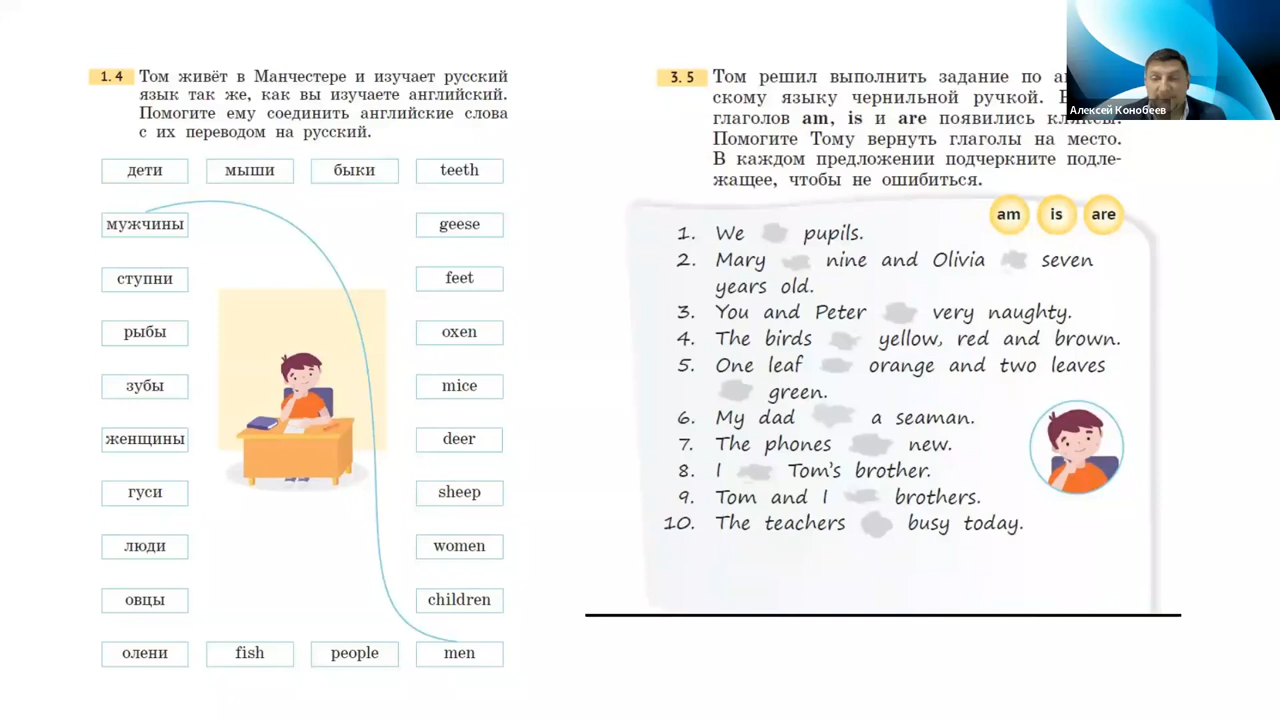 1. 4 Том живёт в Манчестере и изучает русский
язык так же, как вы изучаете английский.
Помогите ему соединить английские слова
с их переводом на русский.
дети мыши быки teeth
мужчины geese
ступни feet
рыбы oxen
зубы mice
женщины deer
гуси sheep
люди women
овцы children
олени fish people men
3. 5 Том решил выполнить задание по
скому языку чернильной ручкой.
глаголов am, is и are появились
Помогите Тому вернуть глаголы на место.
В каждом предложении подчеркните подле-
жащее, чтобы не ошибиться.
am is are
1. We pupils.
2. Mary nine and Olivia seven
years old.
3. You and Peter very naughty.
4. The birds yellow, red and brown.
5. One leaf orange and two leaves
green.
6. My dad a seaman.
7. The phones new.
8. I Tom's brother.
9. Tom and I brothers.
10. The teachers busy today.
Алексей Конобеев